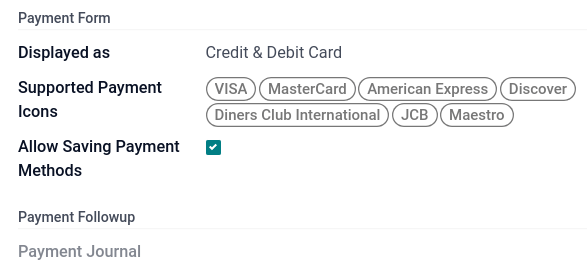 Payment Form
Displayed as Credit & Debit Card
Supported Payment Icons VISA MasterCard American Express Discover
Diners Club International JCB Maestro
Allow Saving Payment Methods
Payment Followup
Payment Journal